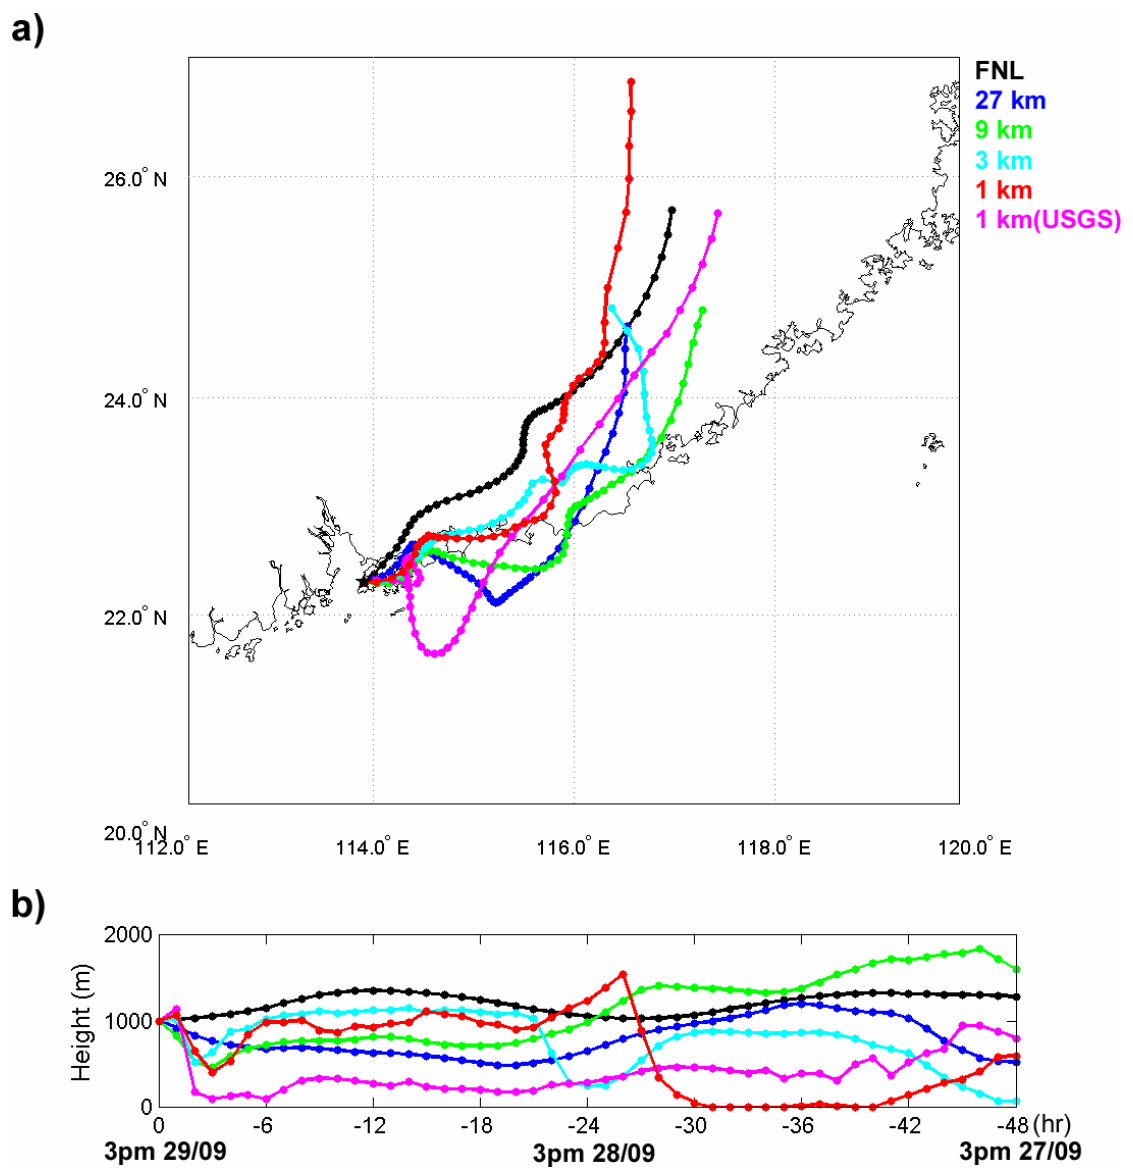 a)
FNL
27 km
9 km
3 km
1 km
1 km(USGS)
26.0° N
24.0° N
22.0° N
20.0° N
112.0° E 114.0° E 116.0° E 118.0° E 120.0° E
b)
2000
1000
0
Height (m)
0 -6 -12 -18 -24 -30 -36 -42 -48 (hr)
3pm 29/09 3pm 28/09 3pm 27/09